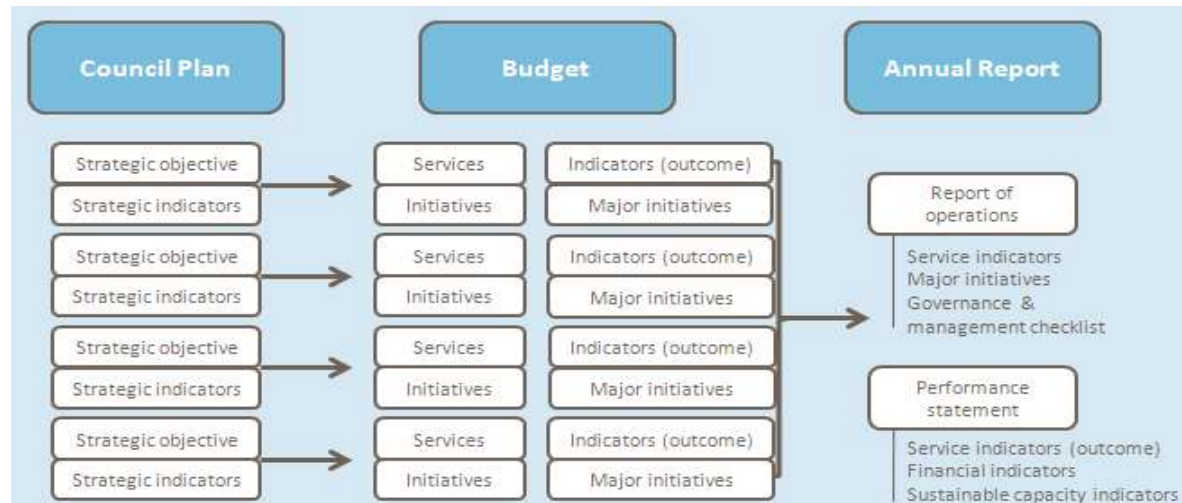 Council Plan
Budget
Annual Report
Strategic objective
Strategic indicators
Services
Initiatives
Indicators (outcome)
Major initiatives
Strategic objective
Strategic indicators
Services
Initiatives
Indicators (outcome)
Major initiatives
Strategic objective
Strategic indicators
Services
Initiatives
Indicators (outcome)
Major initiatives
Strategic objective
Strategic indicators
Services
Initiatives
Indicators (outcome)
Major initiatives
Report of
operations
Service indicators
Major initiatives
Governance &
management checklist
Performance
statement
Service indicators (outcome)
Financial indicators
Sustainable capacity indicators